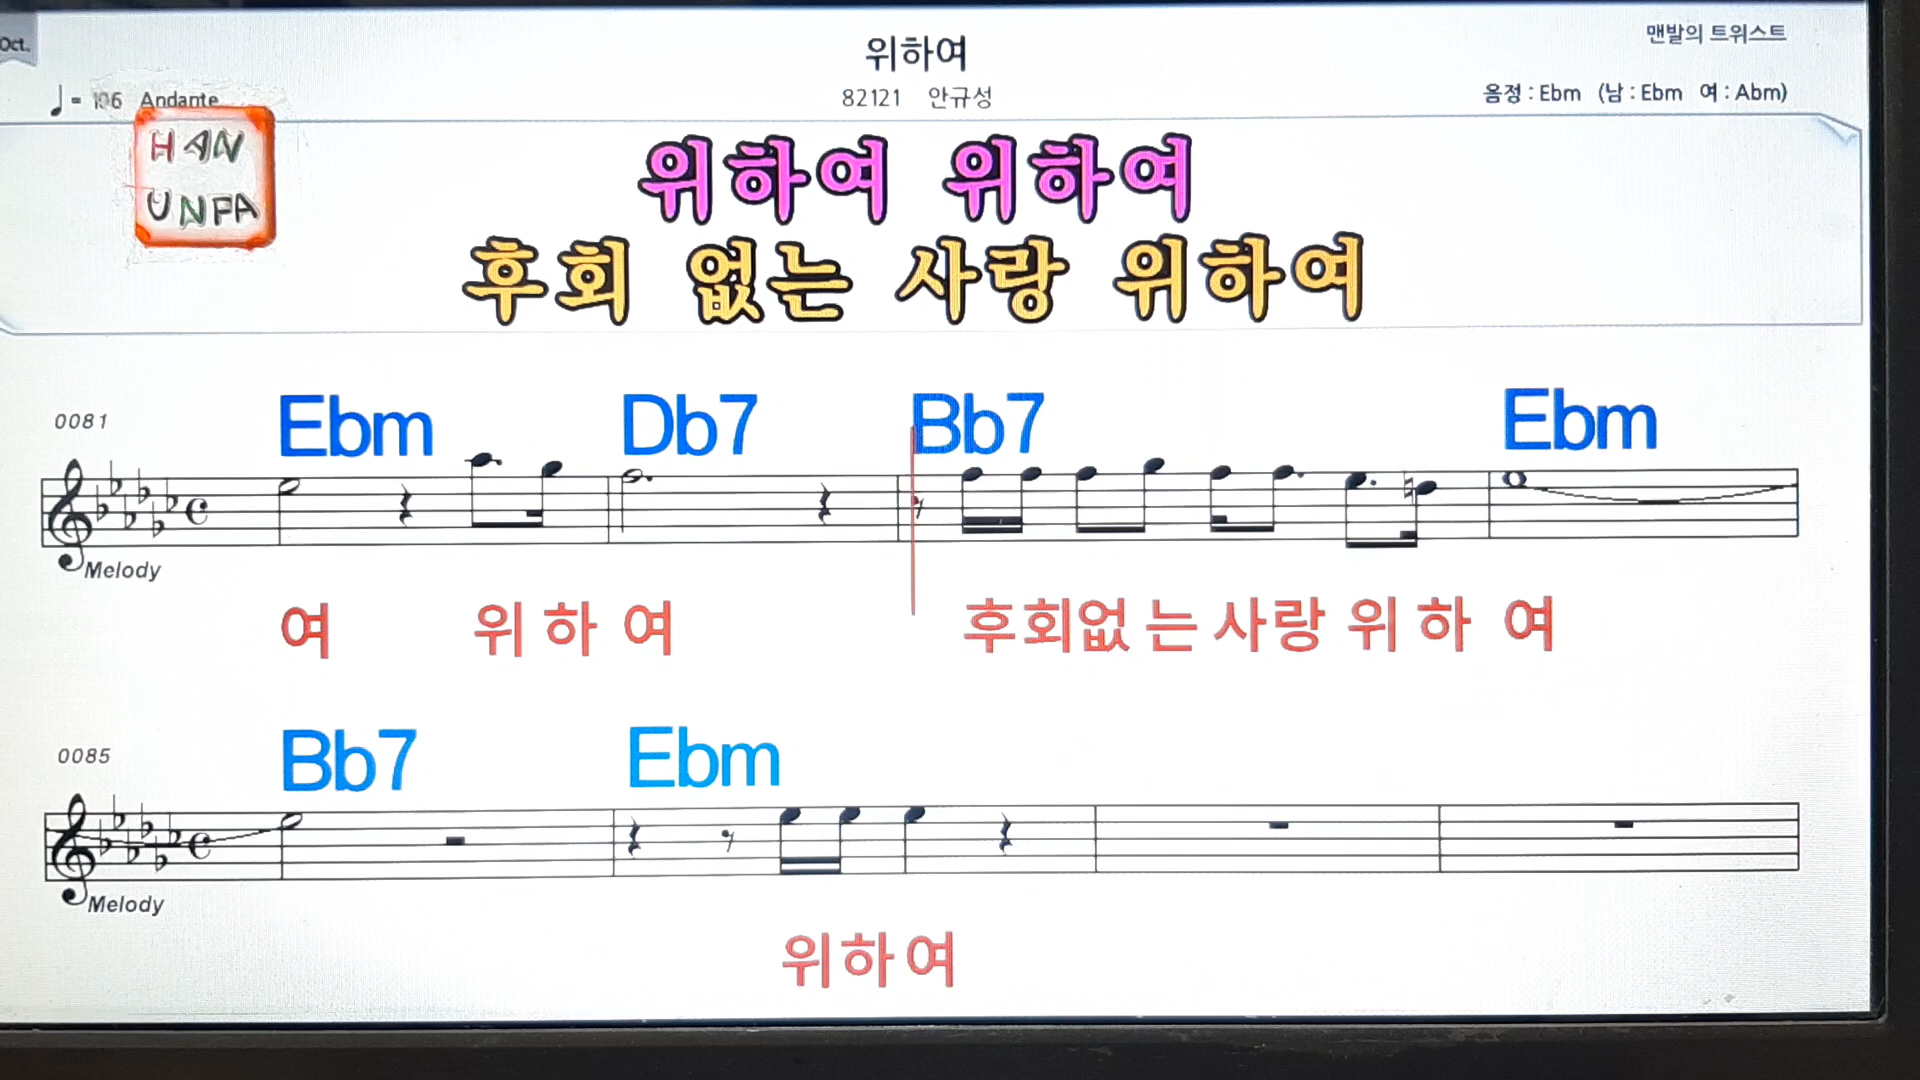 Oct.
위하여
맨발의 트위스트
♩ = 106 Andante
82121 안규성
음정 : Ebm (남 : Ebm 여 : Abm)
HAN
UNFA
위하여 위하여
후회 없는 사랑 위하여
0081 Ebm Db7 Bb7 Ebm
Melody
여 위 하 여 후회없 는 사랑 위 하 여
0085 Bb7 Ebm
Melody
위하여